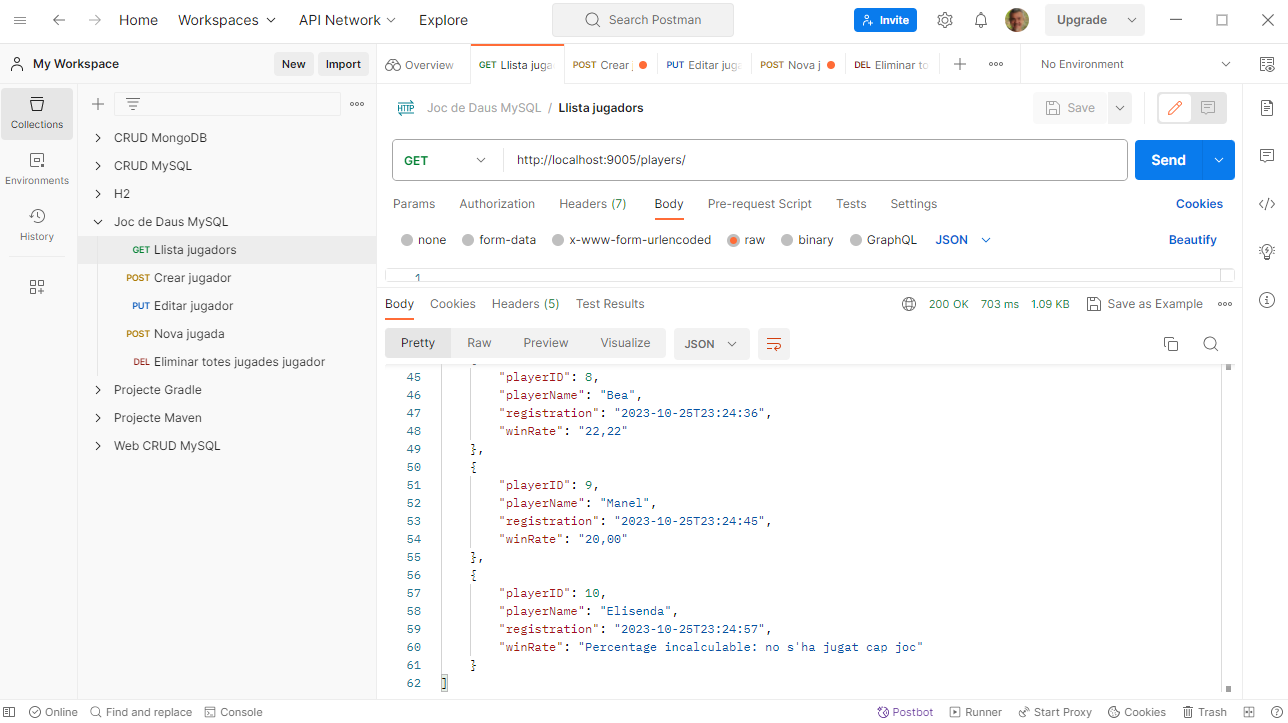 Home Workspaces API Network Explore Search Postman Invite Upgrade
My Workspace New Import Overview GET Llista juga POST Crear j PUT Editar juga POST Nova j DEL Eliminar to No Environment
Collections
Environments
History
CRUD MongoDB
CRUD MySQL
H2
Joc de Daus MySQL
GET Llista jugadors
POST Crear jugador
PUT Editar jugador
POST Nova jugada
DEL Eliminar totes jugades jugador
Projecte Gradle
Projecte Maven
Web CRUD MySQL
HTTP Joc de Daus MySQL / Llista jugadors Save
GET http://localhost:9005/players/ Send
Params Authorization Headers (7) Body Pre-request Script Tests Settings Cookies
none form-data x-www-form-urlencoded raw binary GraphQL JSON Beautify
1
Body Cookies Headers (5) Test Results 200 OK 703 ms 1.09 KB Save as Example
Pretty Raw Preview Visualize JSON
45 "playerID": 8,
46 "playerName": "Bea",
47 "registration": "2023-10-25T23:24:36",
48 "winRate": "22,22"
49 },
50 {
51 "playerID": 9,
52 "playerName": "Manel",
53 "registration": "2023-10-25T23:24:45",
54 "winRate": "20,00"
55 },
56 {
57 "playerID": 10,
58 "playerName": "Elisenda",
59 "registration": "2023-10-25T23:24:57",
60 "winRate": "Percentage incalculable: no s'ha jugat cap joc"
61 }
62 ]
Online Find and replace Console Postbot Runner Start Proxy Cookies Trash